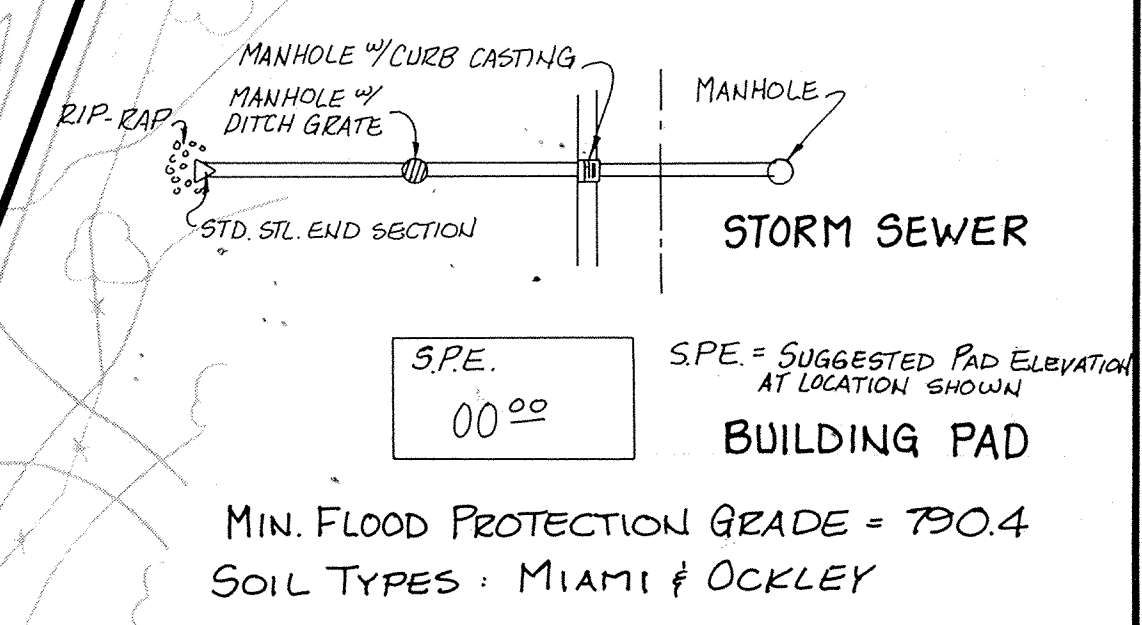 MANHOLE w/ CURB CASTING
MANHOLE
MANHOLE w/
DITCH GRATE
RIP-RAP
STD. STL. END SECTION
STORM SEWER
S.P.E.
00 00
S.P.E. = SUGGESTED PAD ELEVATION
AT LOCATION SHOWN
BUILDING PAD
MIN. FLOOD PROTECTION GRADE = 790.4
SOIL TYPES : MIAMI & OCKLEY